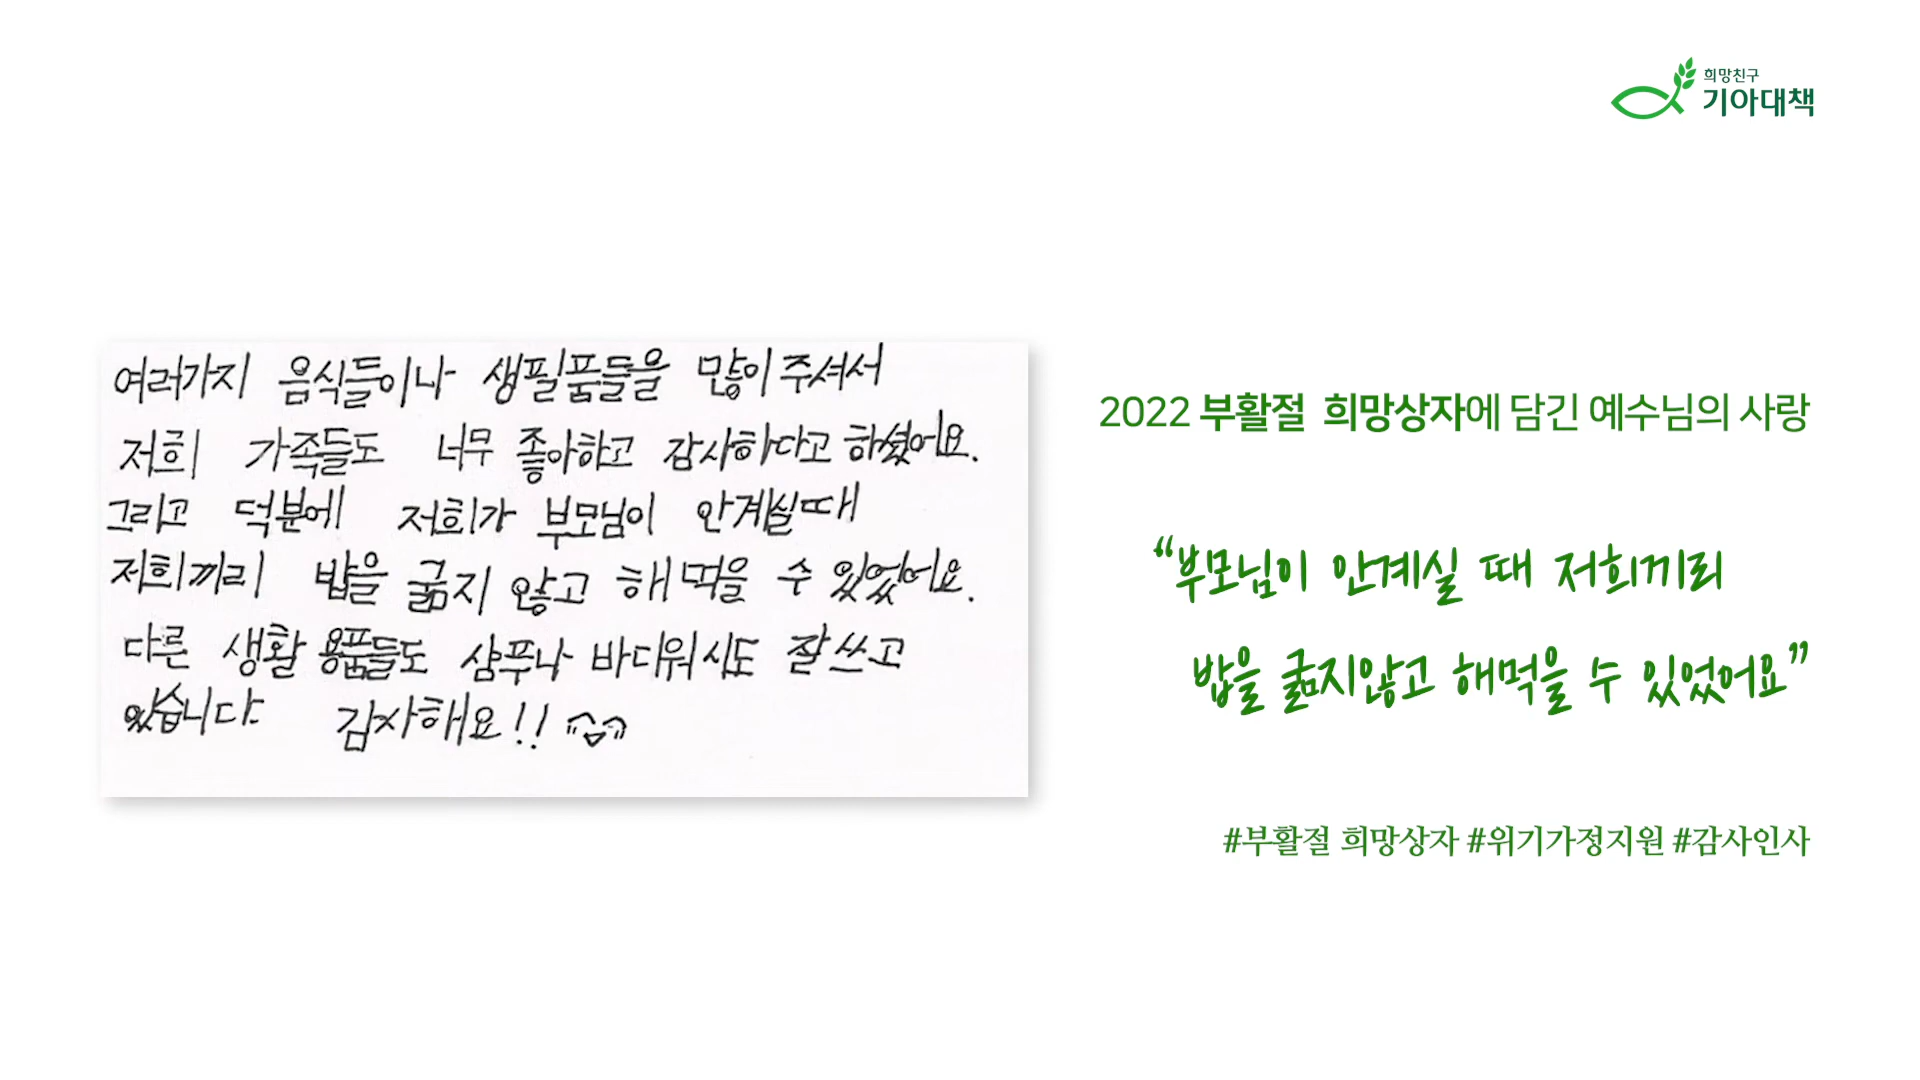 희망친구
기아대책
여러가지 음식들이나 생필품들을 많이 주셔서
저희 가족들도 너무 좋아하고 감사하다고 하셨어요.
그리고 덕분에 저희가 부모님이 안계실때
저희끼리 밥을 굶지 않고 해먹을 수 있었어요.
다른 생활 용품들도 샴푸나 바디워시도 잘쓰고
있습니다. 감사해요!!
2022 부활절 희망상자에 담긴 예수님의 사랑
“부모님이 안계실 때 저희끼리
밥을 굶지않고 해먹을 수 있었어요”
#부활절 희망상자 #위기가정지원 #감사인사